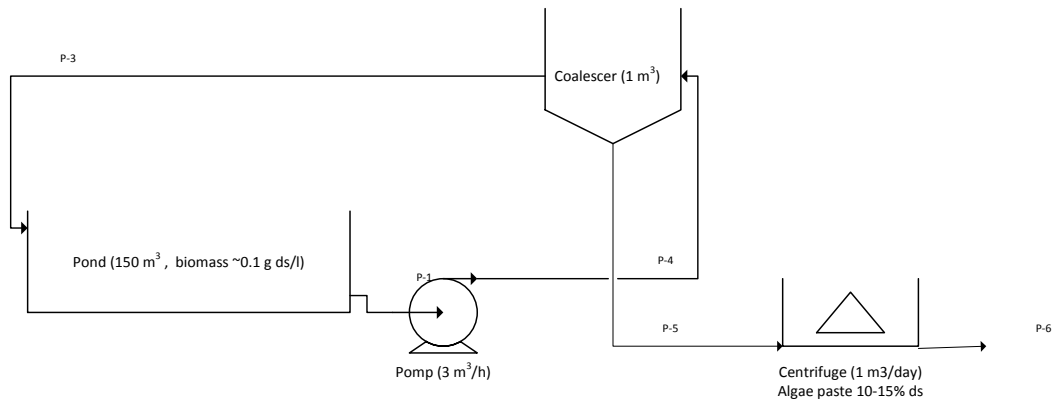 P-3
Coalescer (1 m³)
Pond (150 m³ , biomass ~0.1 g ds/l)
P-1
P-4
P-5
P-6
Pomp (3 m³/h)
Centrifuge (1 m3/day)
Algae paste 10-15% ds